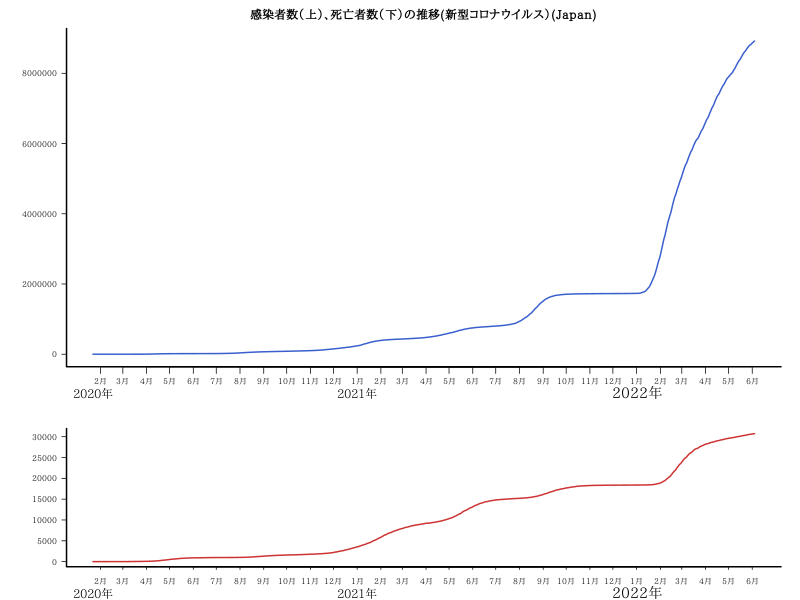 感染者数（上）、死亡者数（下）の推移(新型コロナウイルス）(Japan)
8000000
6000000
4000000
2000000
0
2月 3月 4月 5月 6月 7月 8月 9月 10月 11月 12月 1月 2月 3月 4月 5月 6月 7月 8月 9月 10月 11月 12月 1月 2月 3月 4月 5月 6月
2020年 2021年 2022年
30000
25000
20000
15000
10000
5000
0
2月 3月 4月 5月 6月 7月 8月 9月 10月 11月 12月 1月 2月 3月 4月 5月 6月 7月 8月 9月 10月 11月 12月 1月 2月 3月 4月 5月 6月
2020年 2021年 2022年